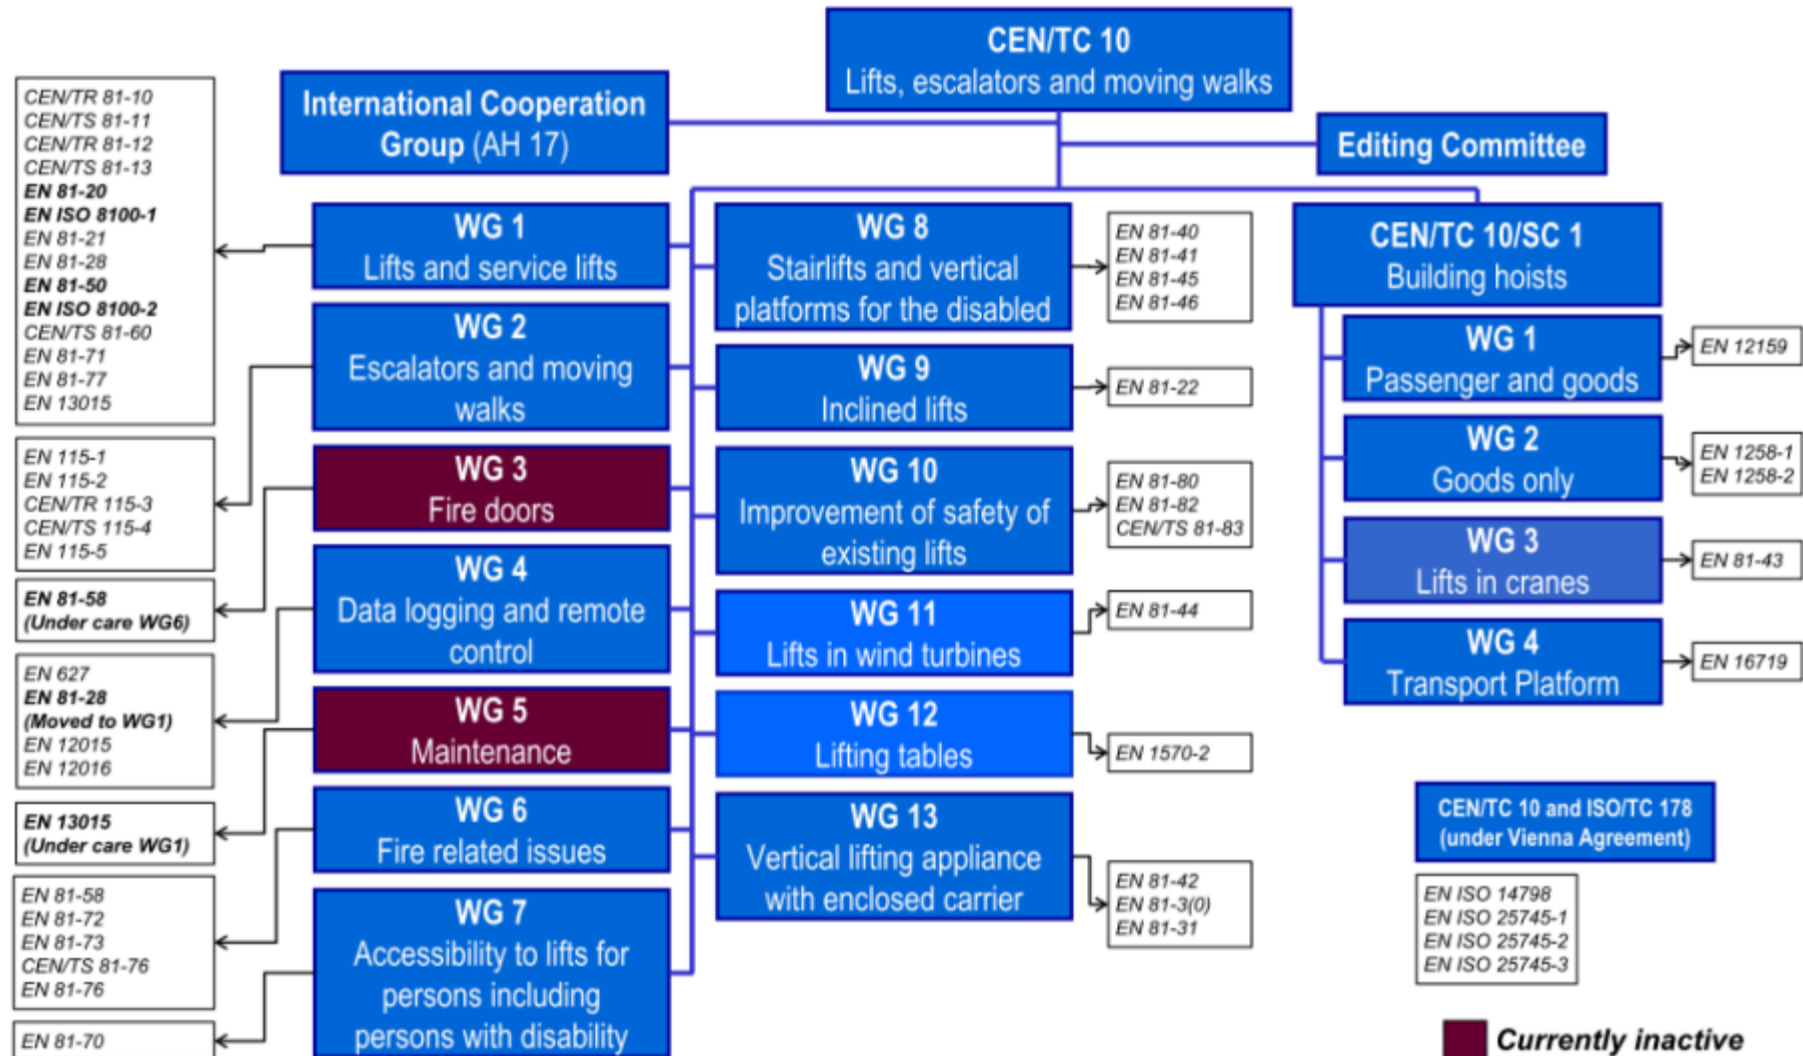 CEN/TC 10
Lifts, escalators and moving walks
International Cooperation
Group (AH 17)
Editing Committee
CEN/TR 81-10
CEN/TS 81-11
CEN/TR 81-12
CEN/TS 81-13
EN 81-20
EN ISO 8100-1
EN 81-21
EN 81-28
EN 81-50
EN ISO 8100-2
CEN/TS 81-60
EN 81-71
EN 81-77
EN 13015
EN 115-1
EN 115-2
CEN/TR 115-3
CEN/TS 115-4
EN 115-5
EN 81-58
(Under care WG6)
EN 627
EN 81-28
(Moved to WG1)
EN 12015
EN 12016
EN 13015
(Under care WG1)
EN 81-58
EN 81-72
EN 81-73
CEN/TS 81-76
EN 81-76
EN 81-70
WG 1
Lifts and service lifts
WG 2
Escalators and moving
walks
WG 3
Fire doors
WG 4
Data logging and remote
control
WG 5
Maintenance
WG 6
Fire related issues
WG 7
Accessibility to lifts for
persons including
persons with disability
WG 8
Stairlifts and vertical
platforms for the disabled
WG 9
Inclined lifts
WG 10
Improvement of safety of
existing lifts
WG 11
Lifts in wind turbines
WG 12
Lifting tables
WG 13
Vertical lifting appliance
with enclosed carrier
EN 81-40
EN 81-41
EN 81-45
EN 81-46
EN 81-22
EN 81-80
EN 81-82
CEN/TS 81-83
EN 81-44
EN 1570-2
EN 81-42
EN 81-3(0)
EN 81-31
CEN/TC 10/SC 1
Building hoists
WG 1
Passenger and goods
WG 2
Goods only
WG 3
Lifts in cranes
WG 4
Transport Platform
EN 12159
EN 1258-1
EN 1258-2
EN 81-43
EN 16719
CEN/TC 10 and ISO/TC 178
(under Vienna Agreement)
EN ISO 14798
EN ISO 25745-1
EN ISO 25745-2
EN ISO 25745-3
Currently inactive